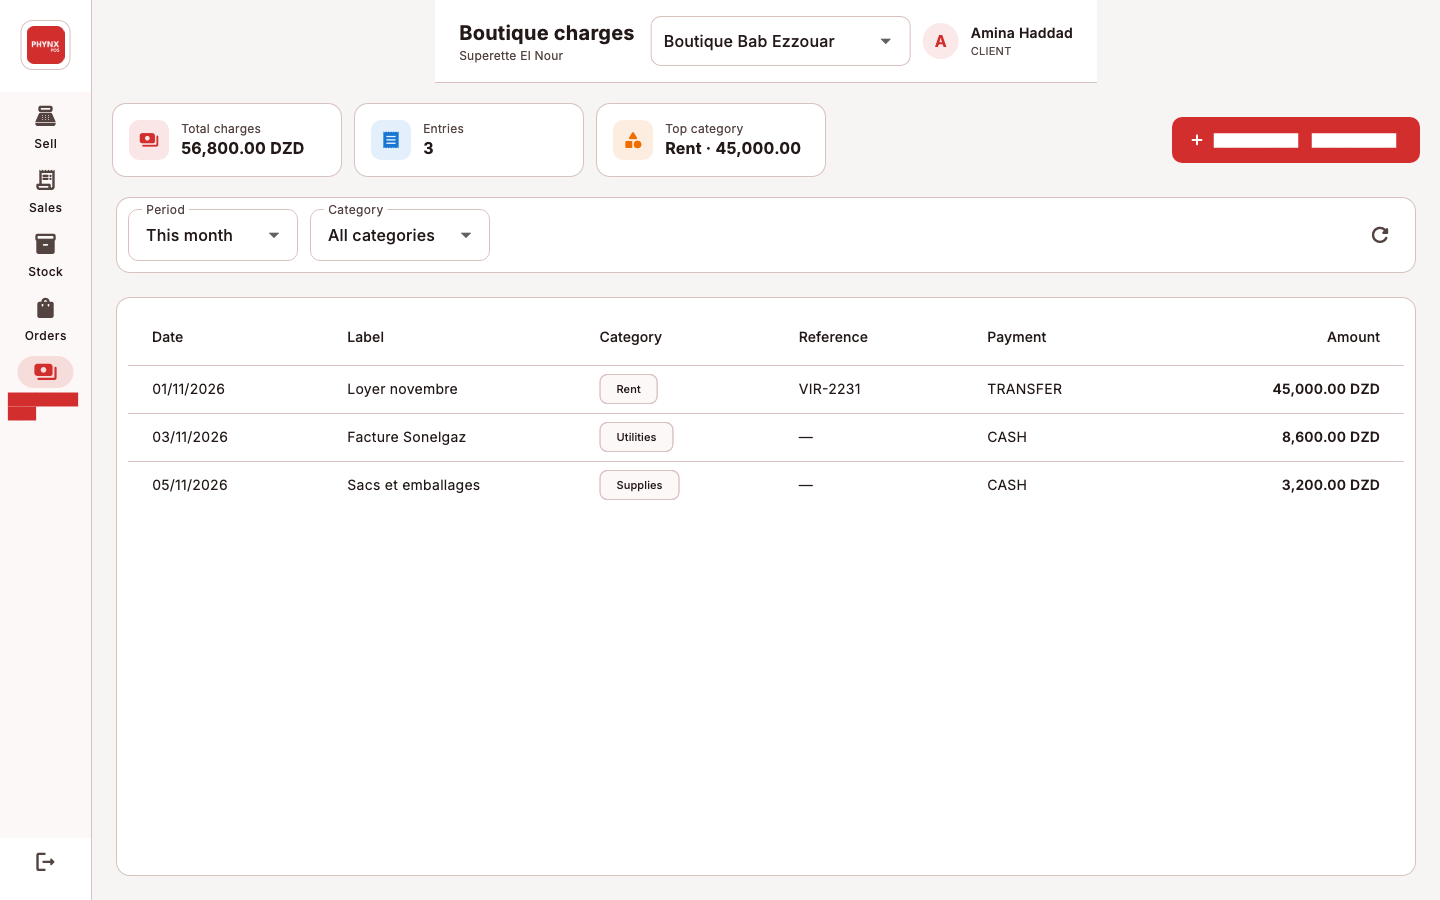 PHYNX
POS
Sell
Sales
Stock
Orders
Boutique charges
Superette El Nour
Boutique Bab Ezzouar
A
Amina Haddad
CLIENT
Total charges
56,800.00 DZD
Entries
3
Top category
Rent · 45,000.00
+
Period
This month
Category
All categories
Date Label Category Reference Payment Amount
01/11/2026 Loyer novembre Rent VIR-2231 TRANSFER 45,000.00 DZD
03/11/2026 Facture Sonelgaz Utilities — CASH 8,600.00 DZD
05/11/2026 Sacs et emballages Supplies — CASH 3,200.00 DZD